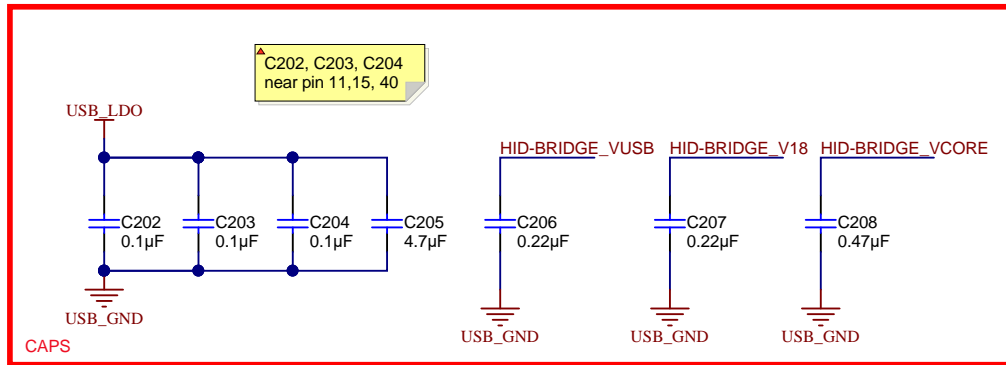 C202, C203, C204
near pin 11,15, 40
USB_LDO
HID-BRIDGE_VUSB
HID-BRIDGE_V18
HID-BRIDGE_VCORE
C202
0.1µF
C203
0.1µF
C204
0.1µF
C205
4.7µF
C206
0.22µF
C207
0.22µF
C208
0.47µF
USB_GND
USB_GND
USB_GND
USB_GND
CAPS